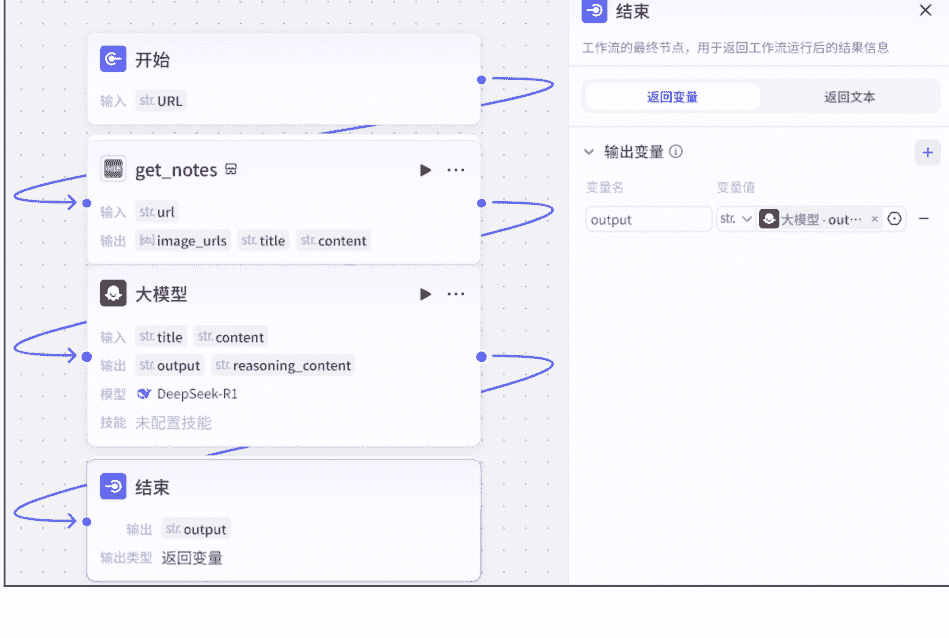 开始
输入 str. URL
get_notes
输入 str. url
输出 image_urls str. title str. content
大模型
输入 str. title str. content
输出 str. output str. reasoning_content
模型 DeepSeek-R1
技能 未配置技能
结束
输出 str. output
输出类型 返回变量
结束
工作流的最终节点，用于返回工作流运行后的结果信息
返回变量 返回文本
输出变量
变量名 变量值
output str. 大模型 · out···